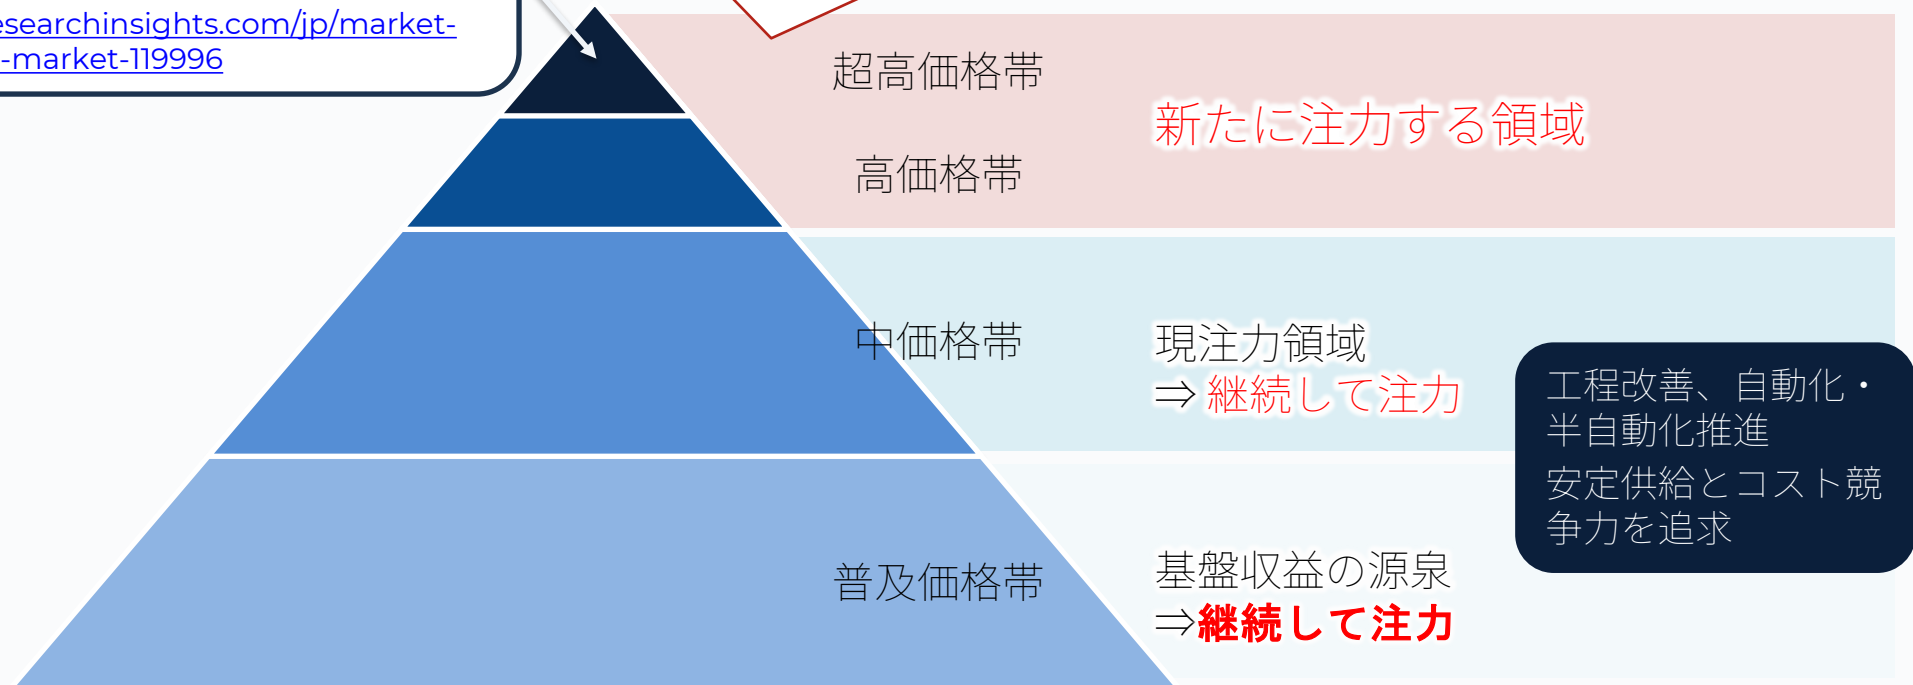 esearchinsights.com/jp/market-
-market-119996
超高価格帯
新たに注力する領域
高価格帯
中価格帯
現注力領域
⇒ 継続して注力
工程改善、自動化・
半自動化推進
安定供給とコスト競
争力を追求
普及価格帯
基盤収益の源泉
⇒継続して注力